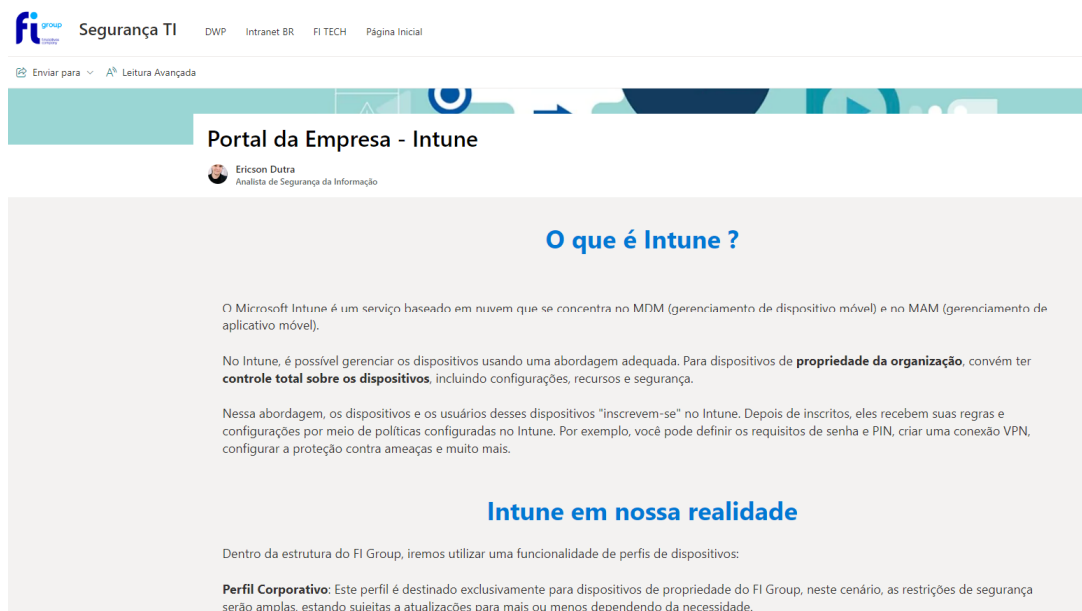 fi group
Segurança TI
DWP Intranet BR FI TECH Página Inicial
Enviar para Leitura Avançada
Portal da Empresa - Intune
Ericson Dutra
Analista de Segurança da Informação
O que é Intune ?
O Microsoft Intune é um serviço baseado em nuvem que se concentra no MDM (gerenciamento de dispositivo móvel) e no MAM (gerenciamento de
aplicativo móvel).
No Intune, é possível gerenciar os dispositivos usando uma abordagem adequada. Para dispositivos de propriedade da organização, convém ter
controle total sobre os dispositivos, incluindo configurações, recursos e segurança.
Nessa abordagem, os dispositivos e os usuários desses dispositivos "inscrevem-se" no Intune. Depois de inscritos, eles recebem suas regras e
configurações por meio de políticas configuradas no Intune. Por exemplo, você pode definir os requisitos de senha e PIN, criar uma conexão VPN,
configurar a proteção contra ameaças e muito mais.
Intune em nossa realidade
Dentro da estrutura do FI Group, iremos utilizar uma funcionalidade de perfis de dispositivos:
Perfil Corporativo: Este perfil é destinado exclusivamente para dispositivos de propriedade do FI Group, neste cenário, as restrições de segurança
serão amplas, estando sujeitas a atualizações para mais ou menos dependendo da necessidade.